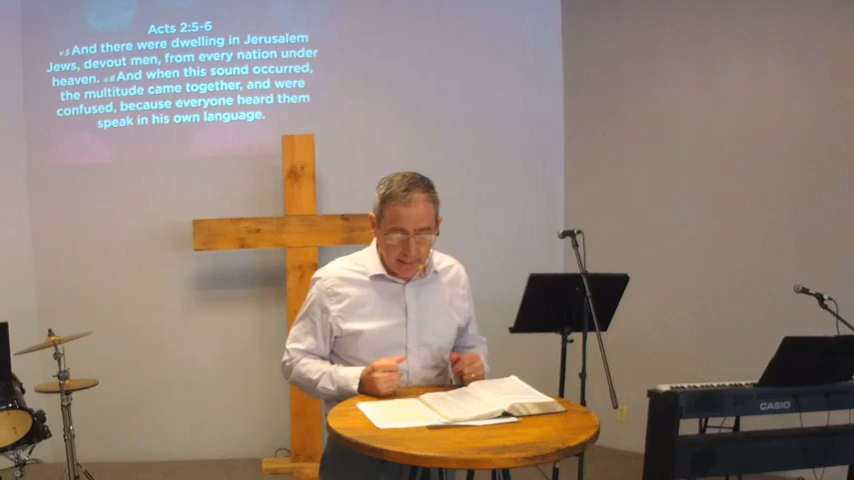 Acts 2:5-6
v5 And there were dwelling in Jerusalem
Jews, devout men, from every nation under
heaven. v6 And when this sound occurred,
the multitude came together, and were
confused, because everyone heard them
speak in his own language.
CASIO